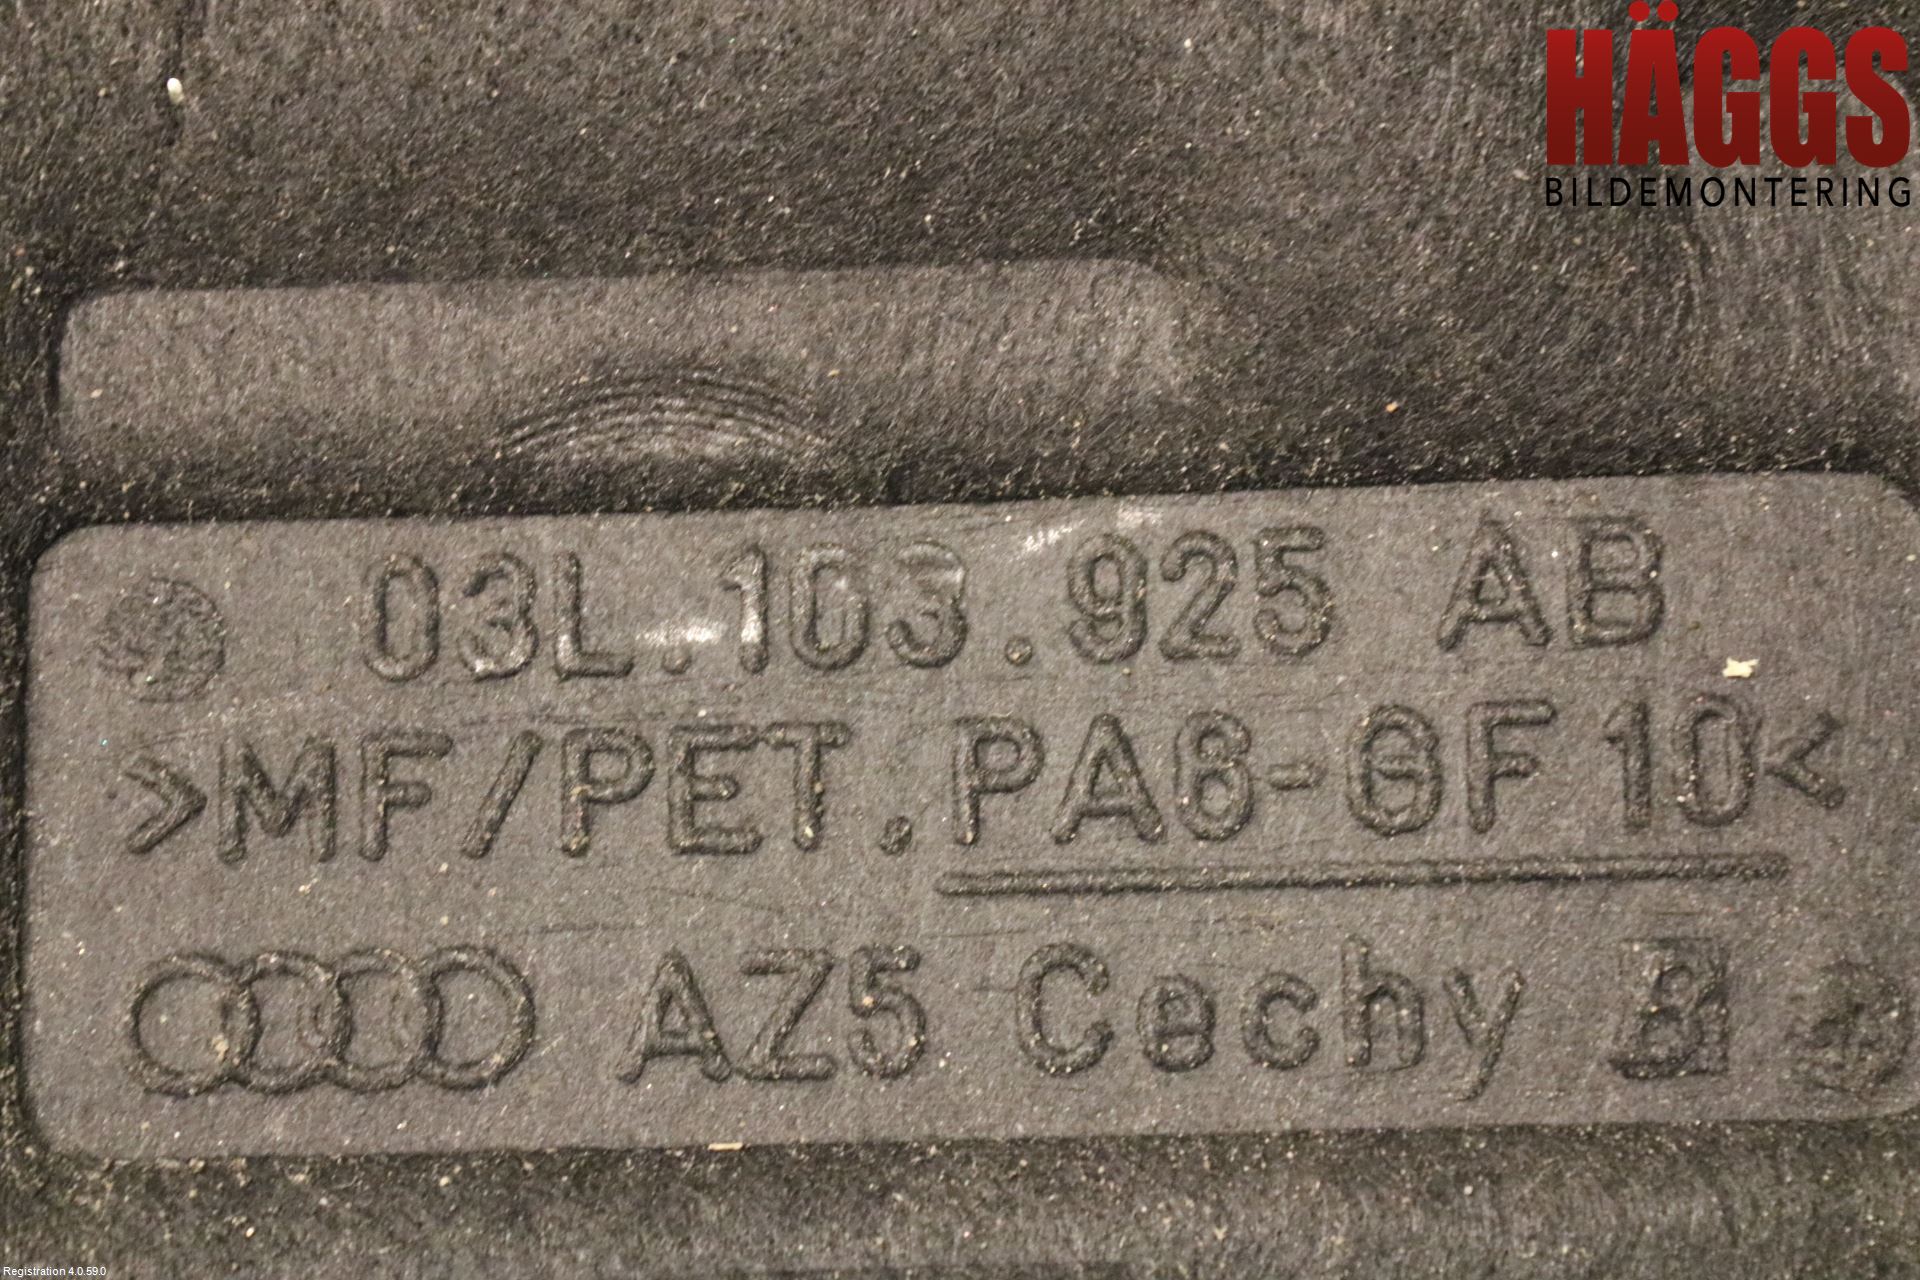 HÄGGS
BILDEMONTERING
03L.103.925 AB
>MF/PET.PA6-GF10<
AZ5 Cechy
Registration 4.0.59.0